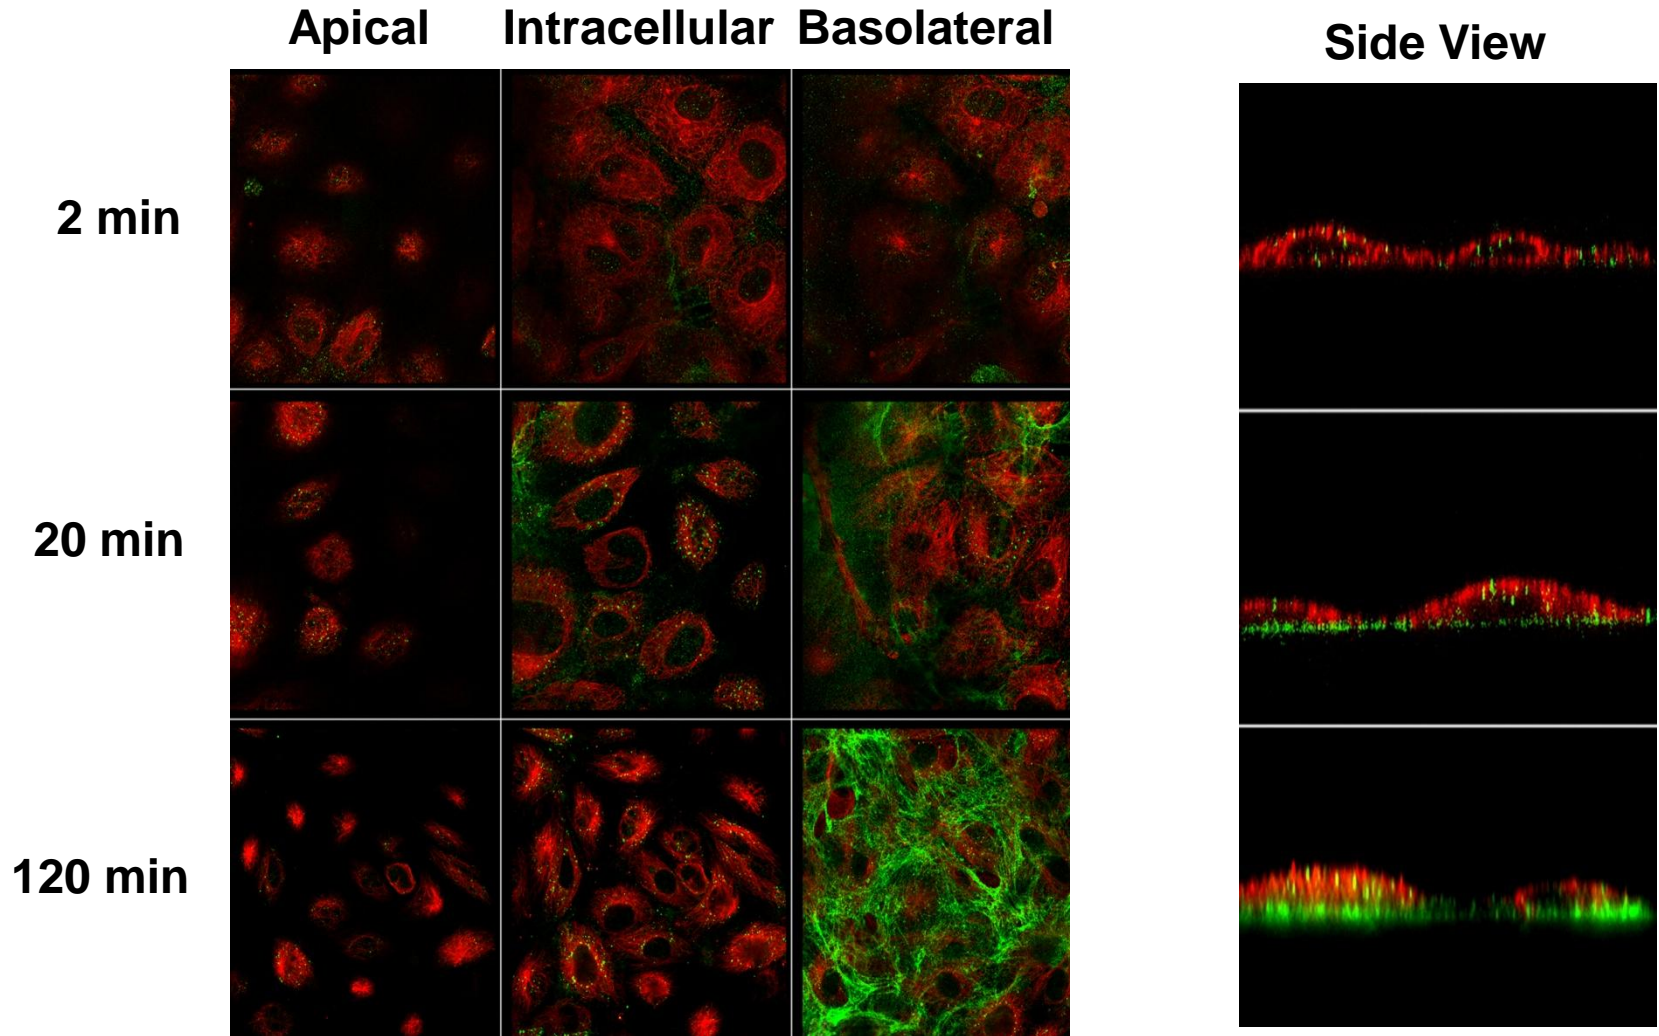 Apical Intracellular Basolateral
Side View
2 min
20 min
120 min